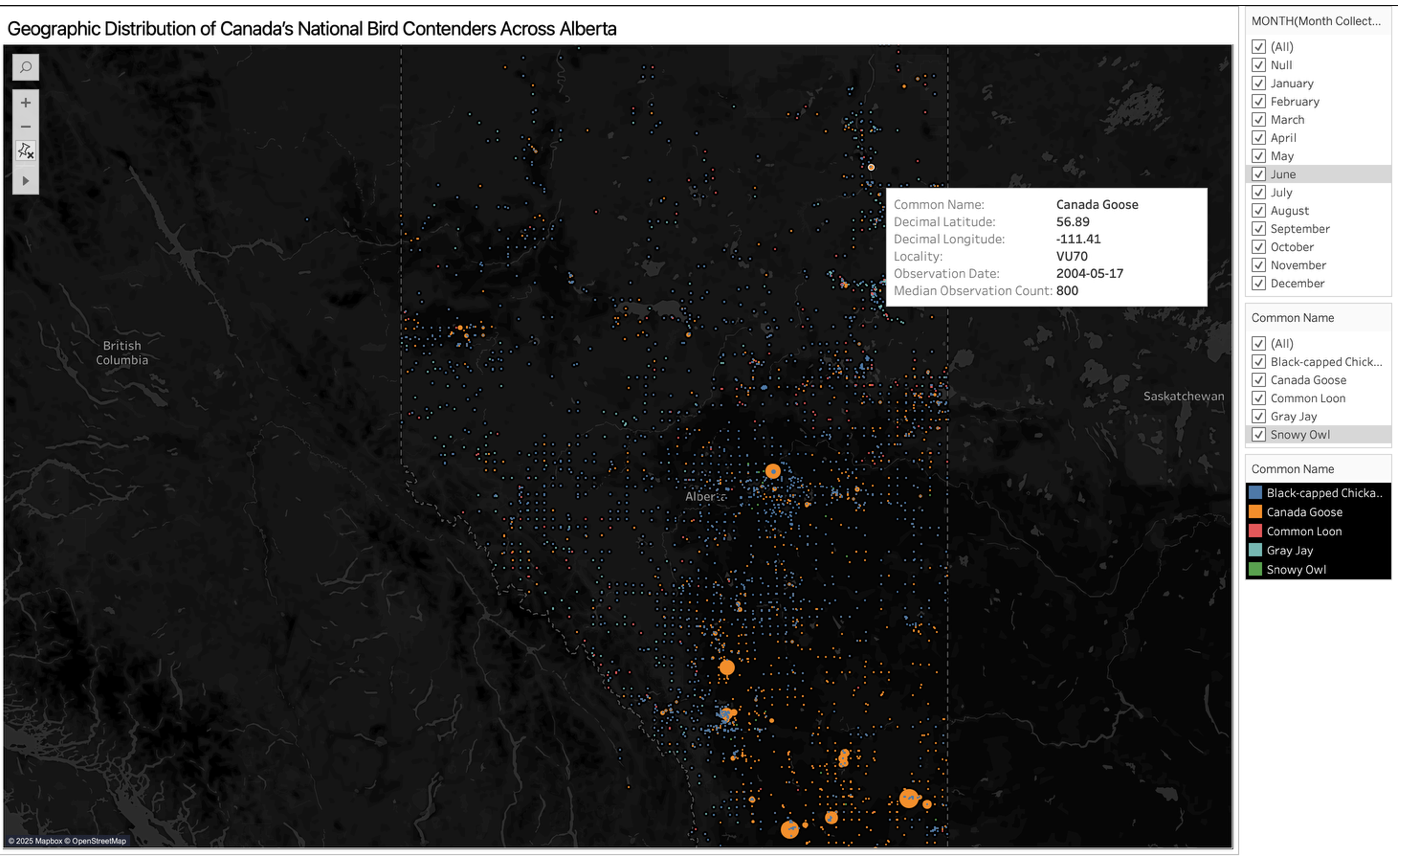 Geographic Distribution of Canada's National Bird Contenders Across Alberta
British
Columbia
Alber
Saskatchewan
Common Name: Canada Goose
Decimal Latitude: 56.89
Decimal Longitude: -111.41
Locality: VU70
Observation Date: 2004-05-17
Median Observation Count: 800
© 2025 Mapbox © OpenStreetMap
MONTH(Month Collect...
(All)
Null
January
February
March
April
May
June
July
August
September
October
November
December
Common Name
(All)
Black-capped Chick...
Canada Goose
Common Loon
Gray Jay
Snowy Owl
Common Name
Black-capped Chicka..
Canada Goose
Common Loon
Gray Jay
Snowy Owl